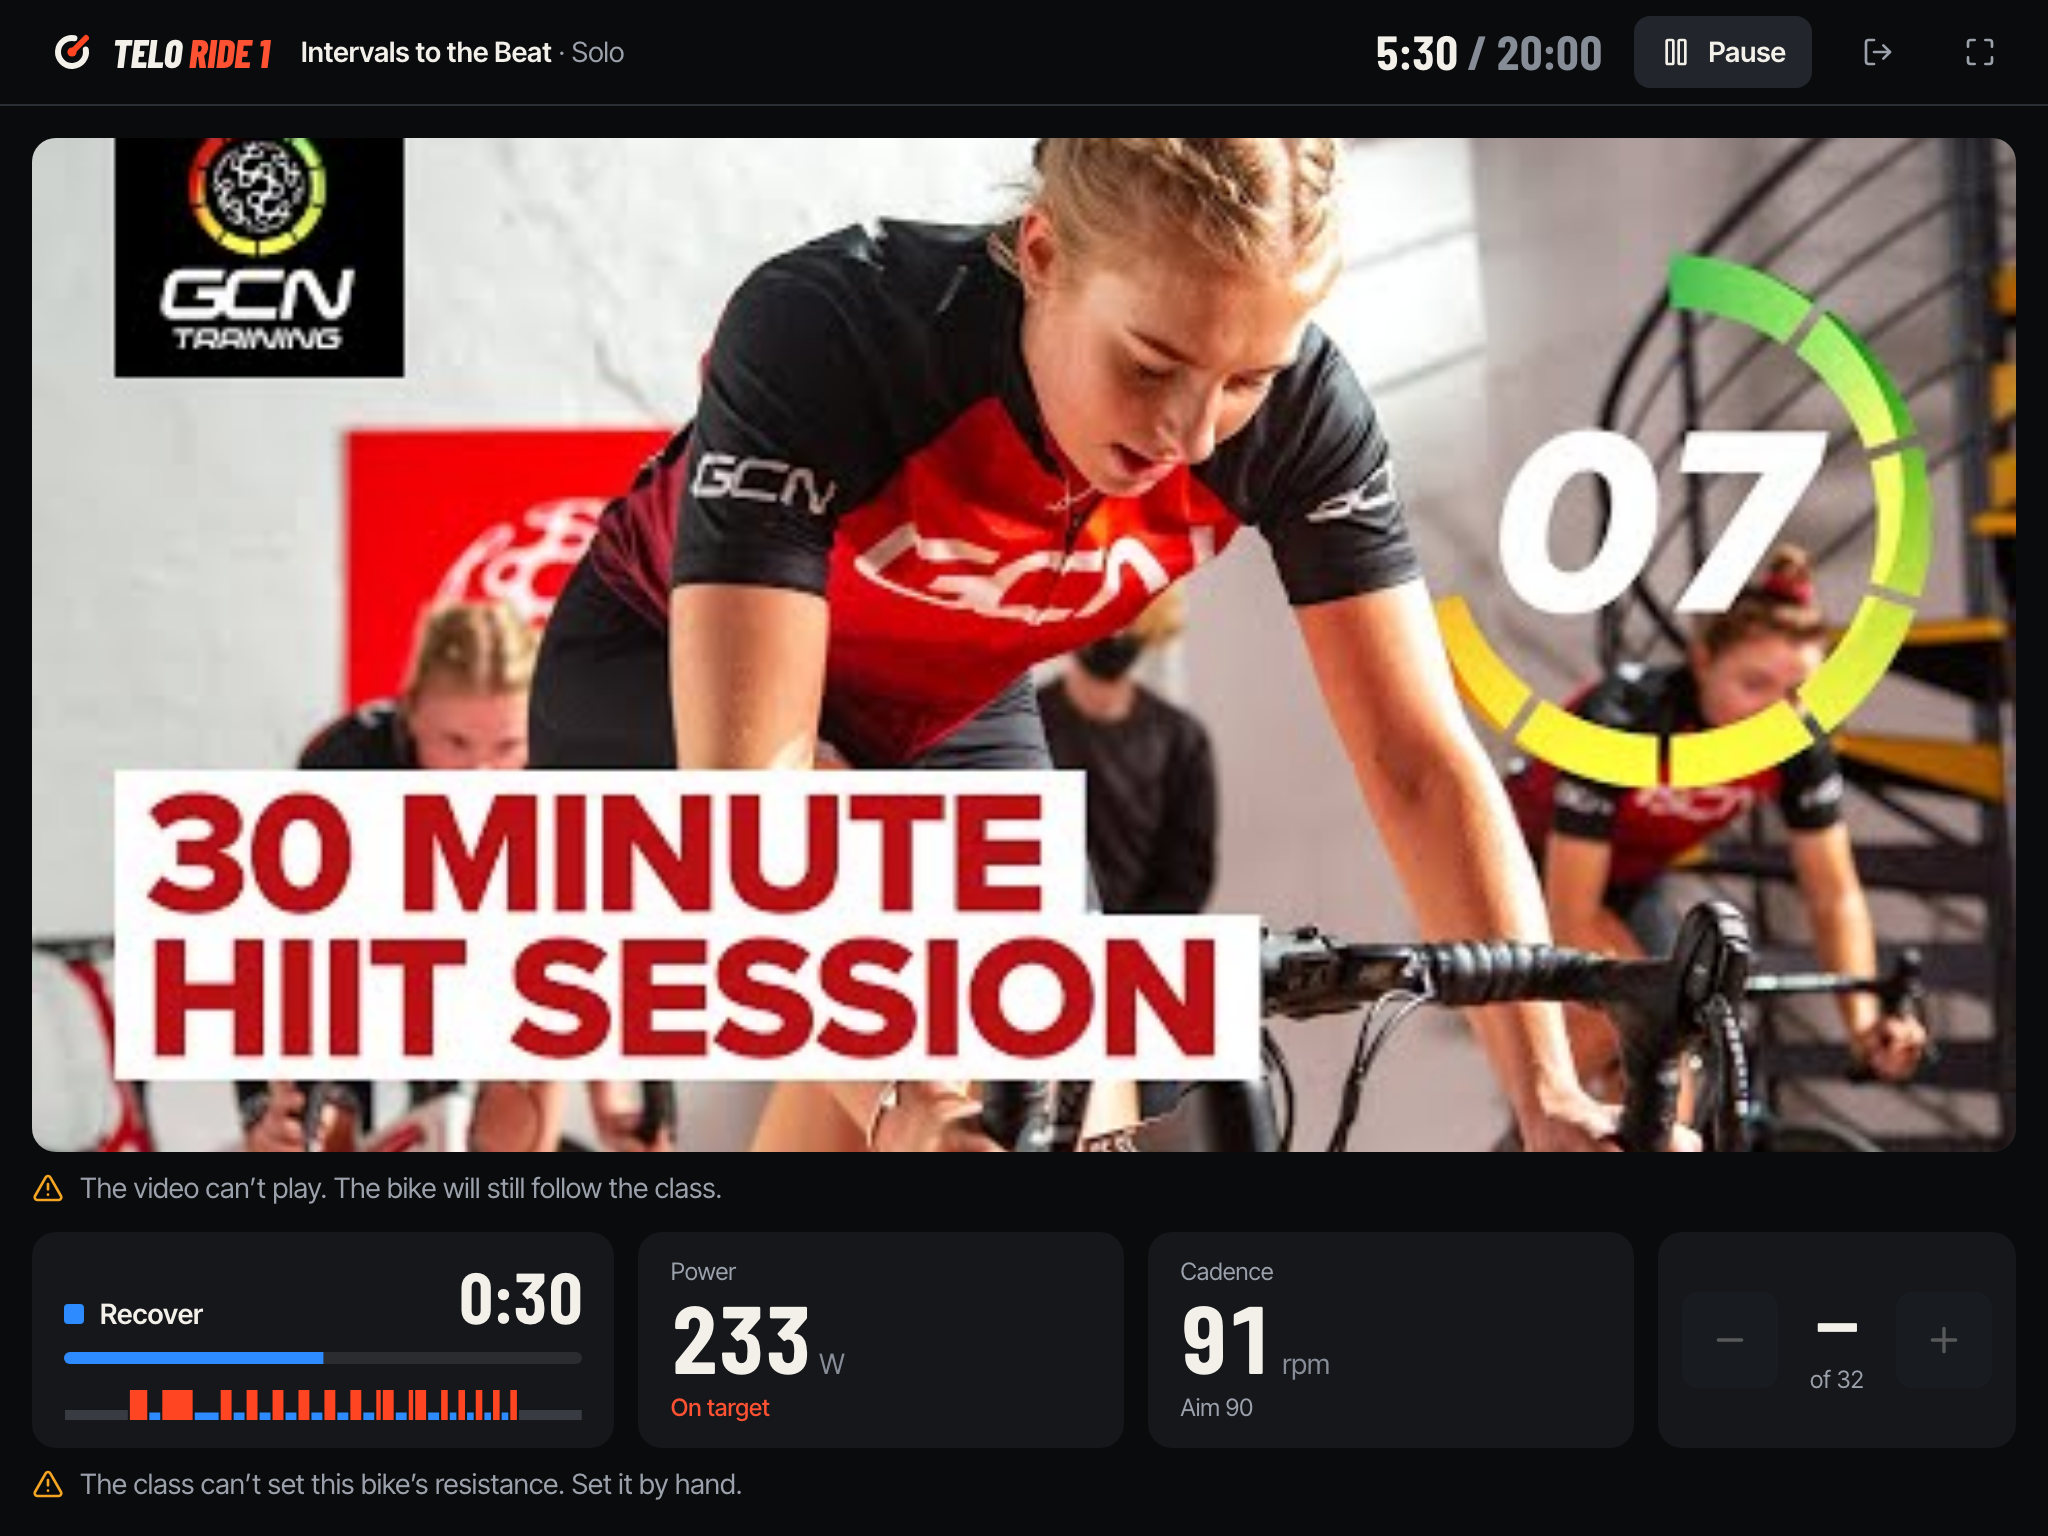 TELO RIDE 1 Intervals to the Beat · Solo 5:30 / 20:00 Pause
GCN
TRAINING
GCN
GCN
07
30 MINUTE
HIIT SESSION
The video can’t play. The bike will still follow the class.
Recover 0:30
Power
233 W
On target
Cadence
91 rpm
Aim 90
of 32
The class can’t set this bike’s resistance. Set it by hand.